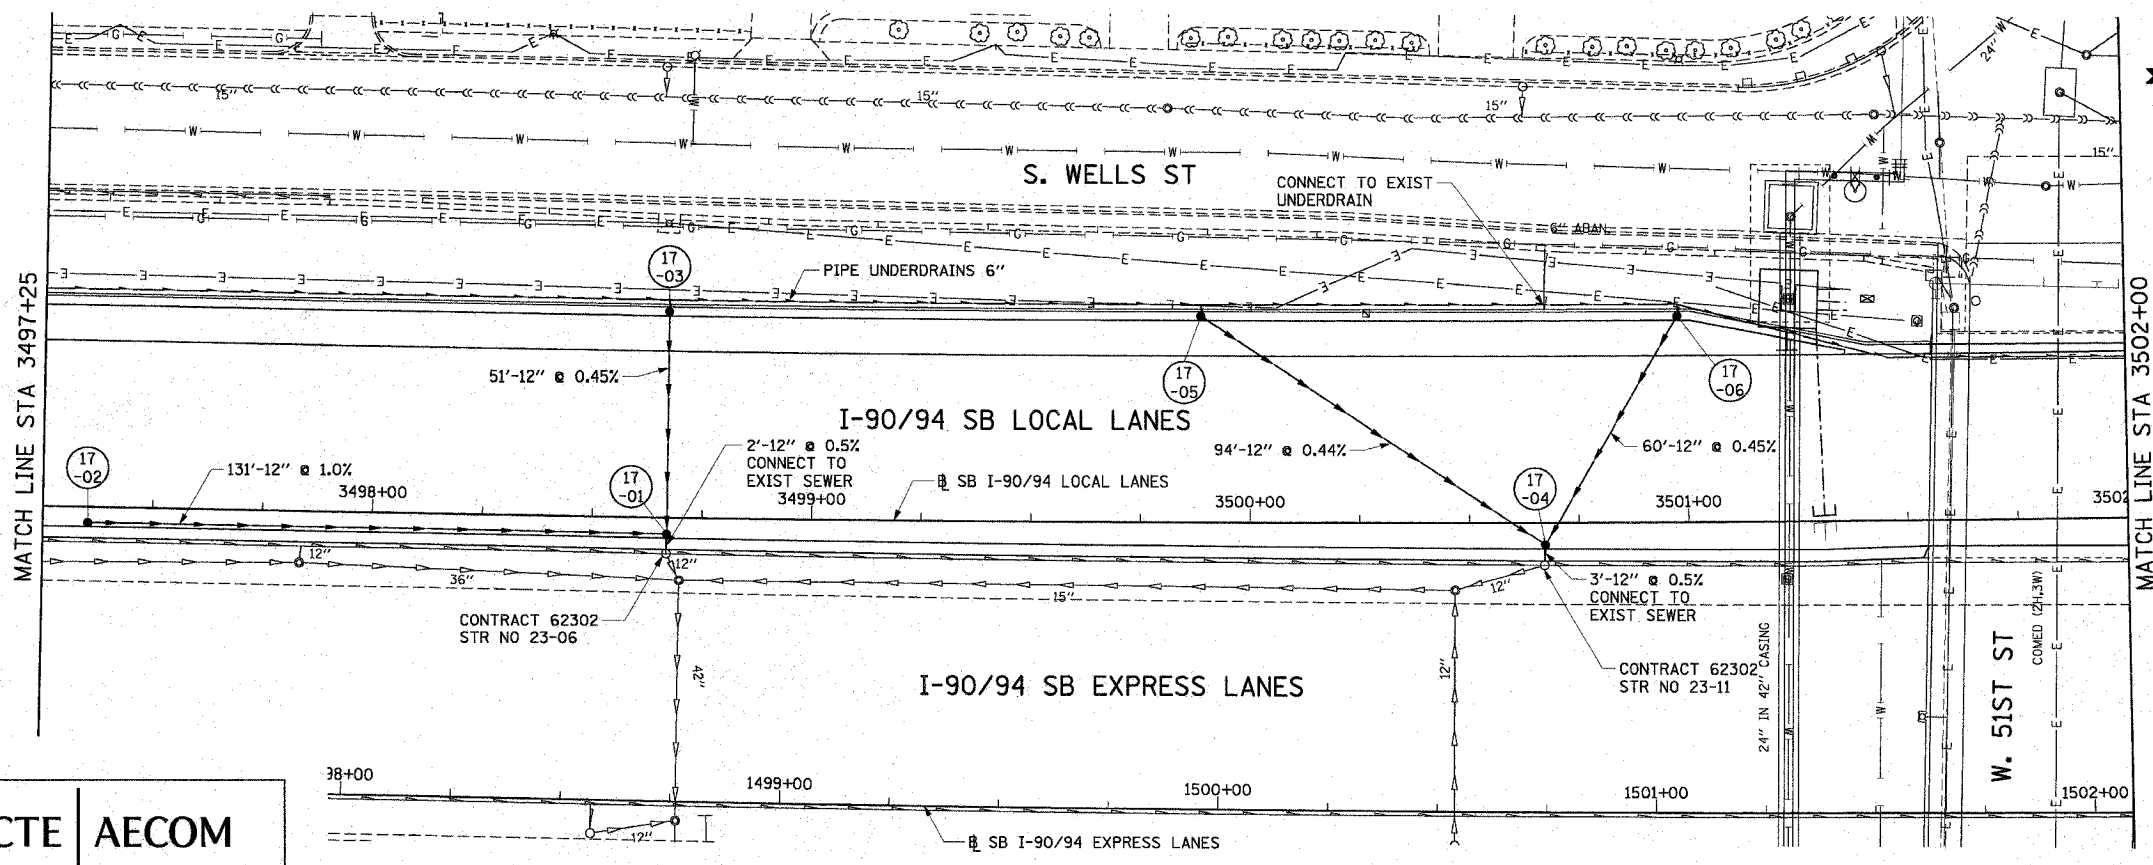 24" W
15"
15"
15"
15"
S. WELLS ST
CONNECT TO EXIST
UNDERDRAIN
6" ABAN
17
-03
PIPE UNDERDRAINS 6"
MATCH LINE STA 3497+25
MATCH LINE STA 3502+00
51'-12" @ 0.45%
17
-05
17
-06
I-90/94 SB LOCAL LANES
2'-12" @ 0.5%
CONNECT TO
EXIST SEWER
94'-12" @ 0.44%
60'-12" @ 0.45%
17
-02
131'-12" @ 1.0%
17
-01
17
-04
3498+00
3499+00
℄ SB I-90/94 LOCAL LANES
3500+00
3501+00
3502
12"
36"
12"
15"
12"
3'-12" @ 0.5%
CONNECT TO
EXIST SEWER
CONTRACT 62302
STR NO 23-06
42"
12"
I-90/94 SB EXPRESS LANES
CONTRACT 62302
STR NO 23-11
24" IN 42" CASING
W. 51ST ST
COMED (2H,3W)
98+00
1499+00
1500+00
1501+00
1502+00
12"
℄ SB I-90/94 EXPRESS LANES
CTE | AECOM